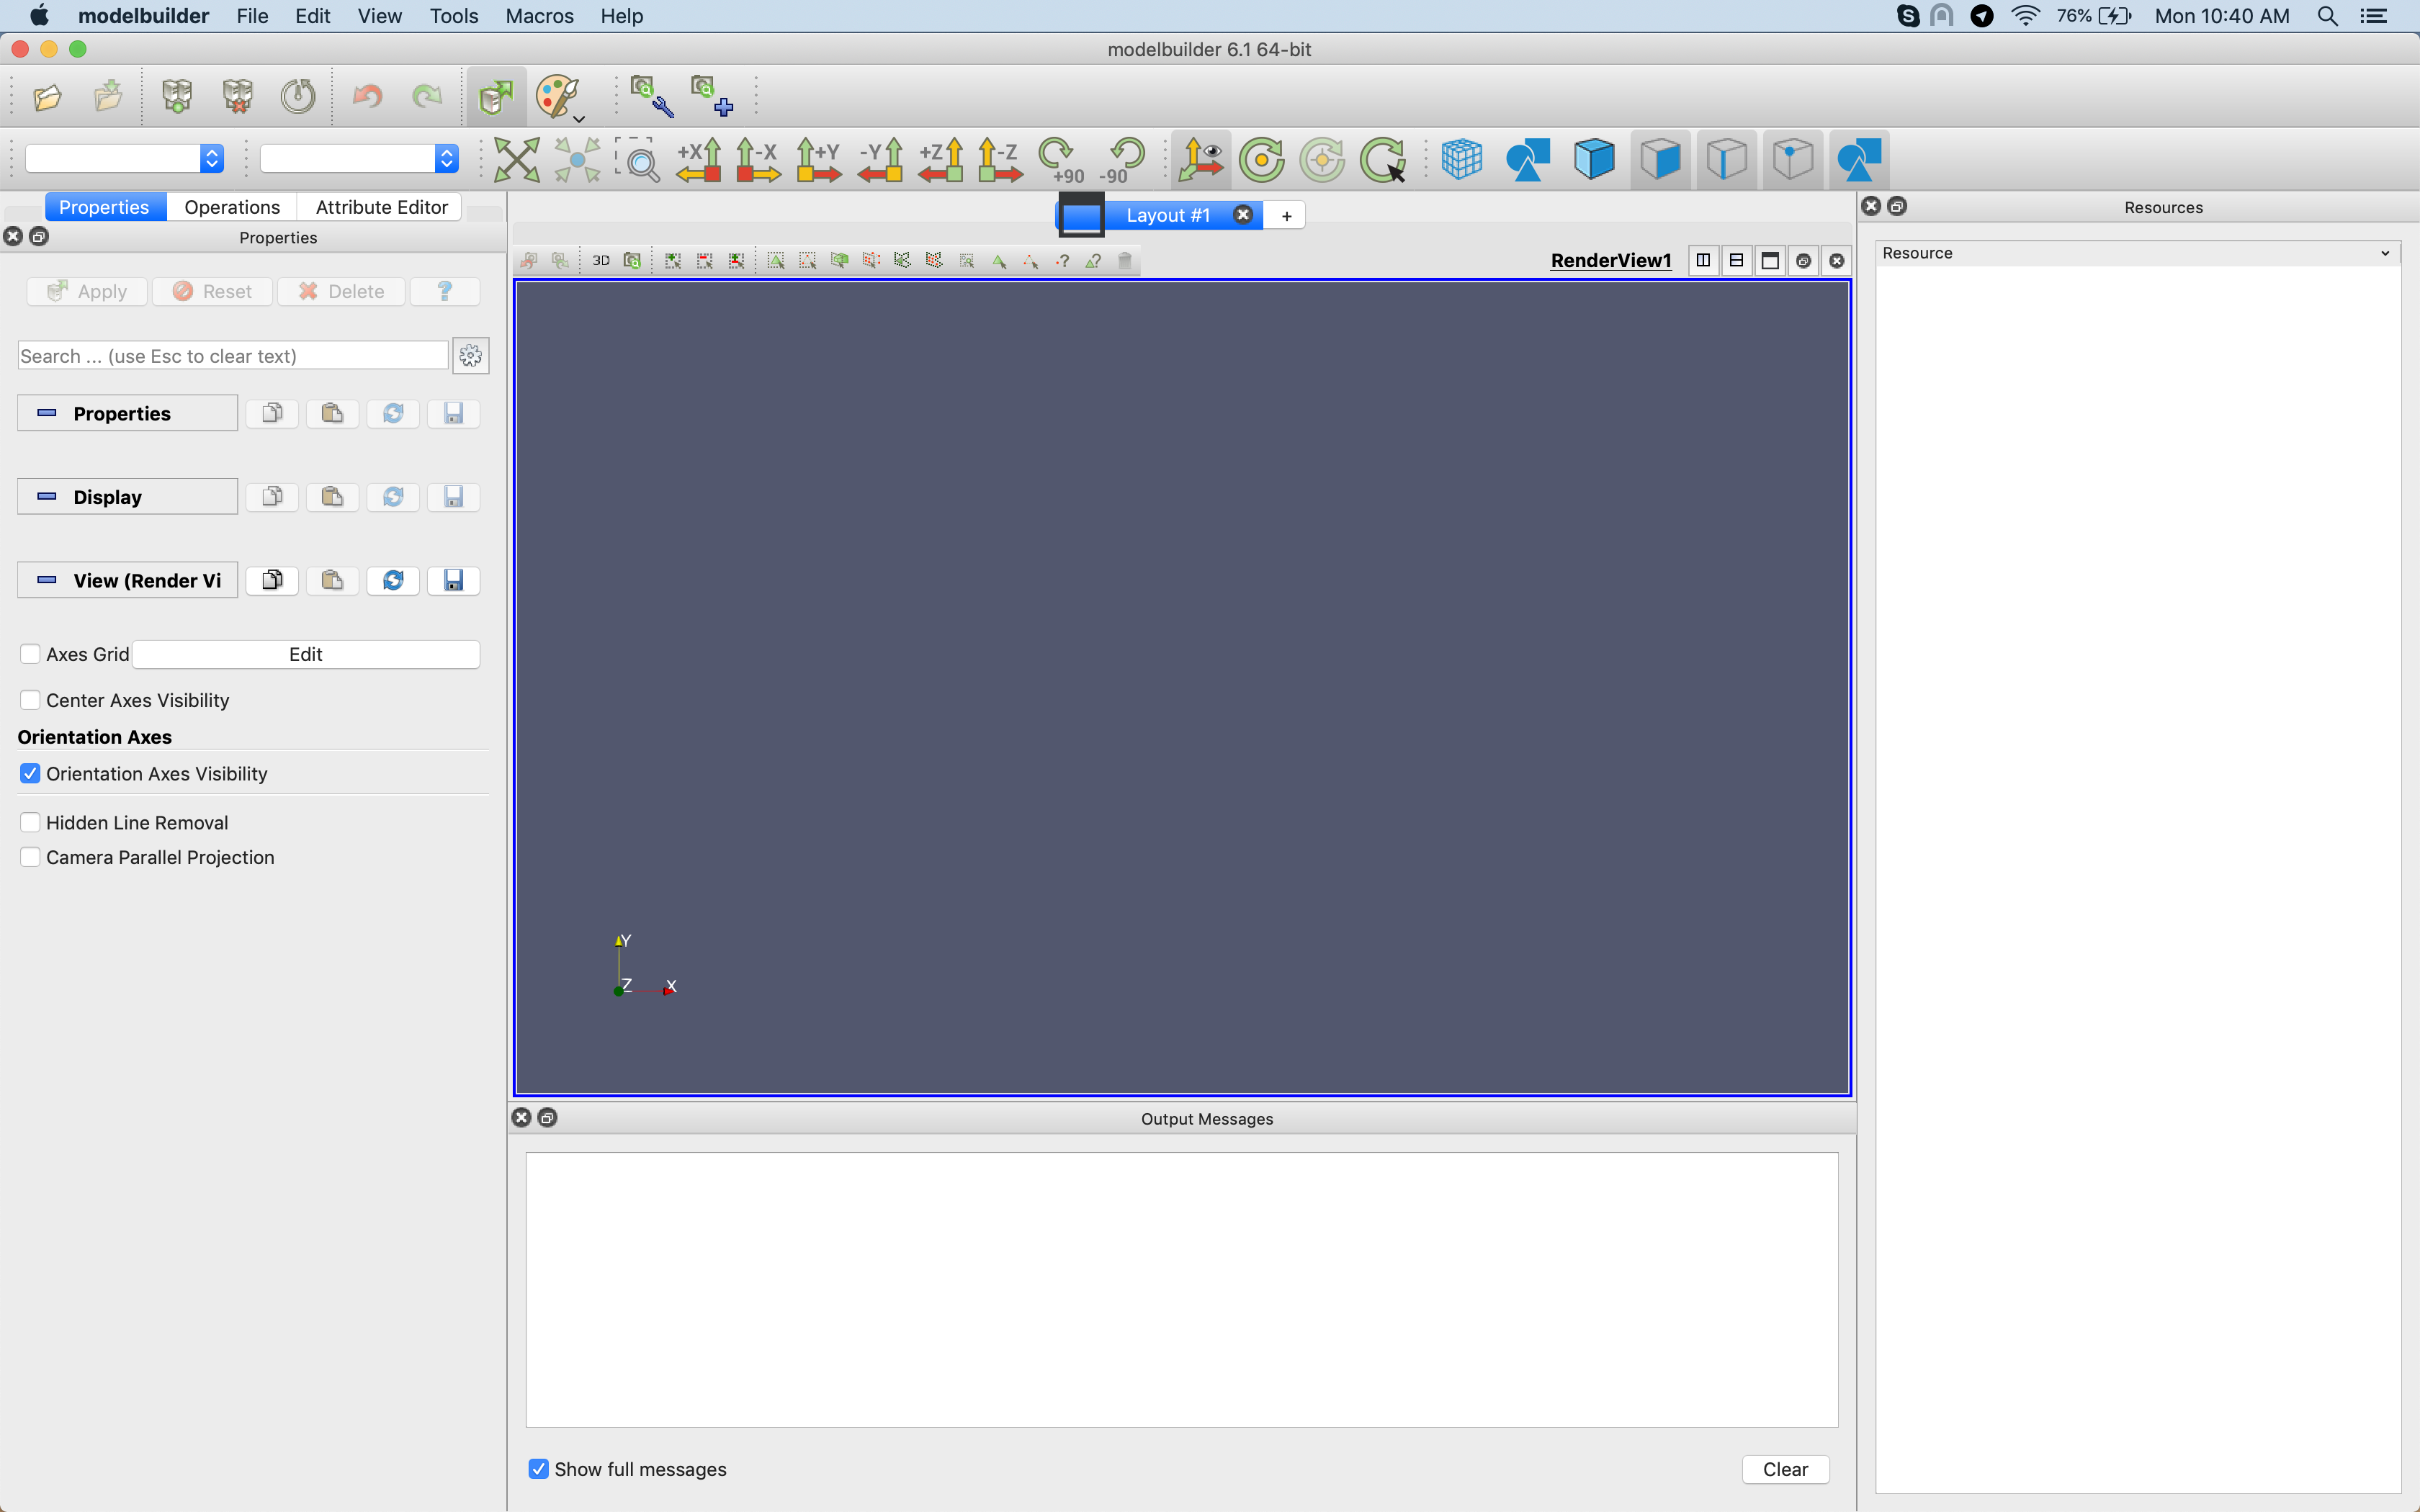 modelbuilder File Edit View Tools Macros Help 76% Mon 10:40 AM
modelbuilder 6.1 64-bit
+X -X +Y -Y +Z -Z +90 -90
Properties Operations Attribute Editor
Layout #1 +
Resources
Properties
3D
RenderView1
Resource
Apply Reset Delete ?
Search ... (use Esc to clear text)
Properties
Display
View (Render Vi
Axes Grid Edit
Center Axes Visibility
Orientation Axes
Orientation Axes Visibility
Hidden Line Removal
Camera Parallel Projection
Y
Z X
Output Messages
Show full messages Clear